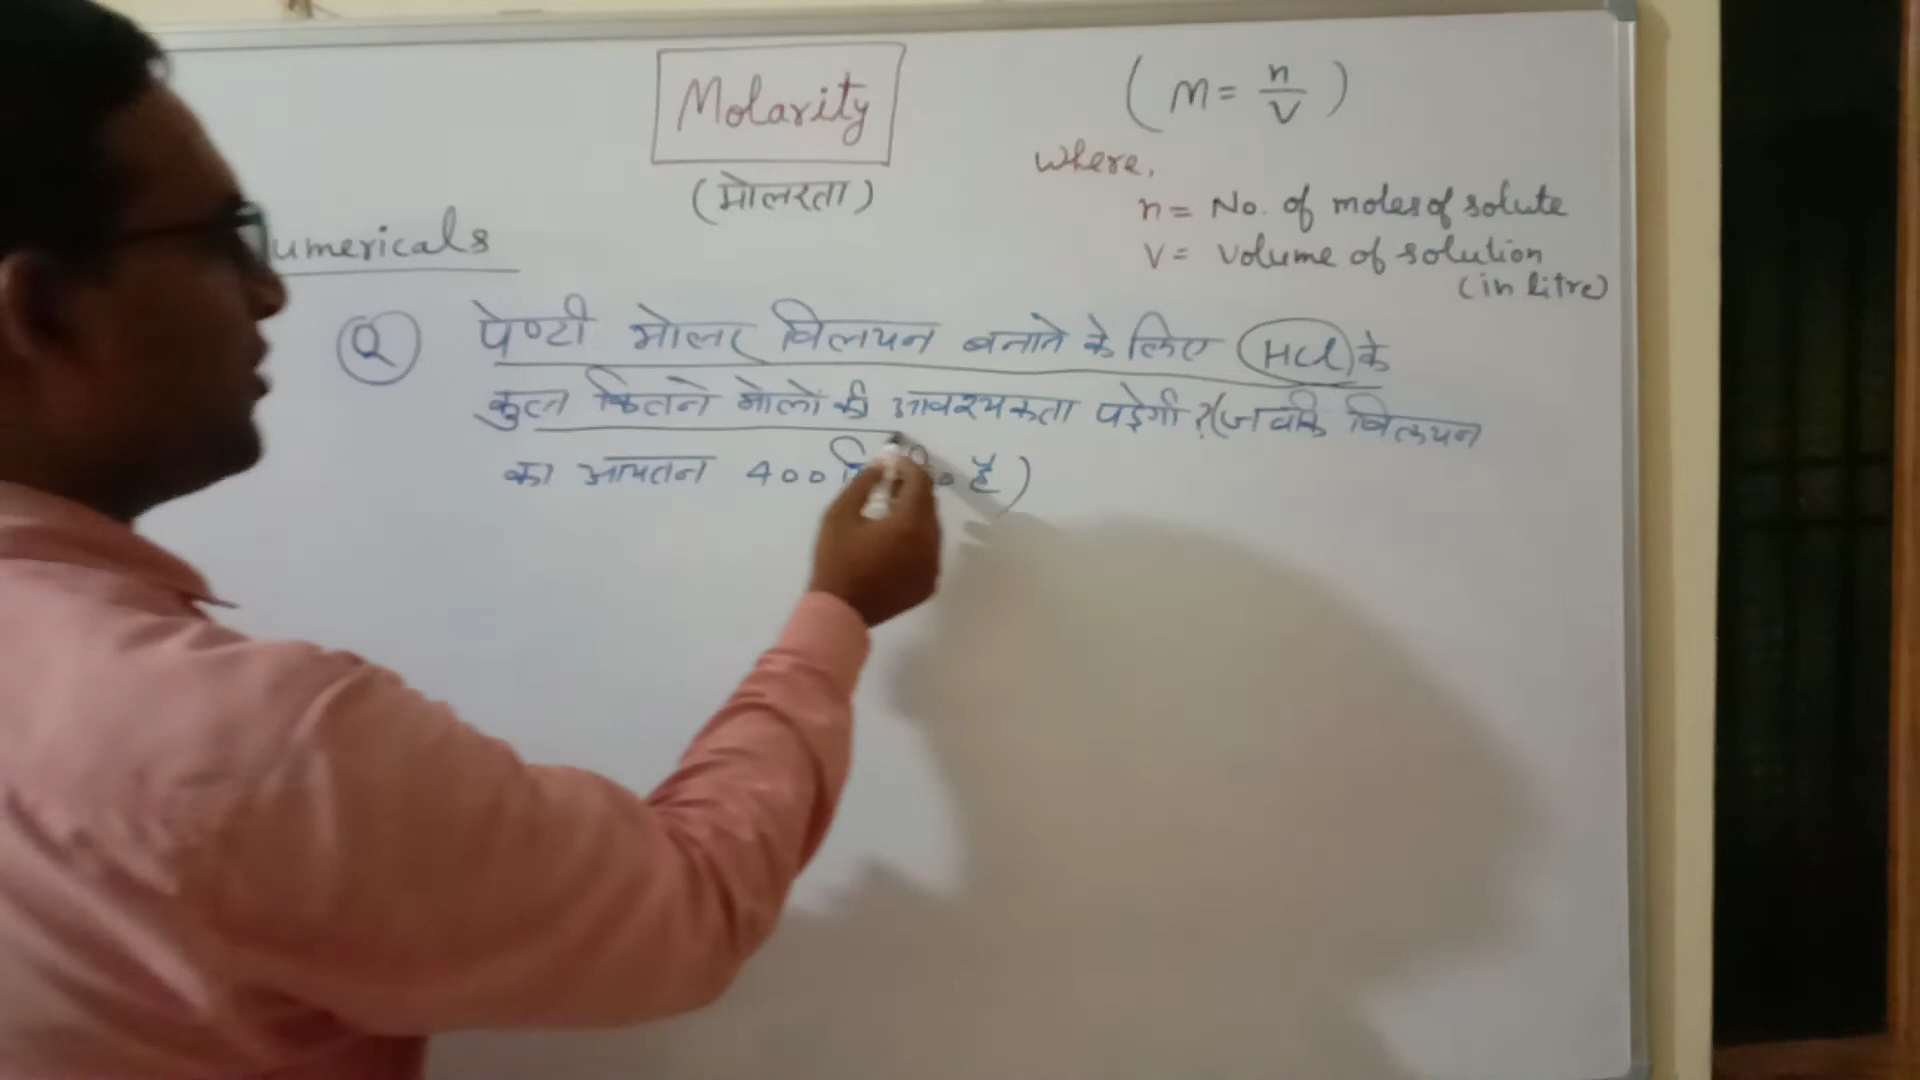 Molarity
(मोलरता)
(M = n/V)
where,
n = No. of moles of solute
V = Volume of solution
(in litre)
umericals
Q पेण्टी मोलर विलयन बनाने के लिए HCl के
कुल कितने मोलों की आवश्यकता पड़ेगी? (जबकि विलयन
का आयतन 400 है)